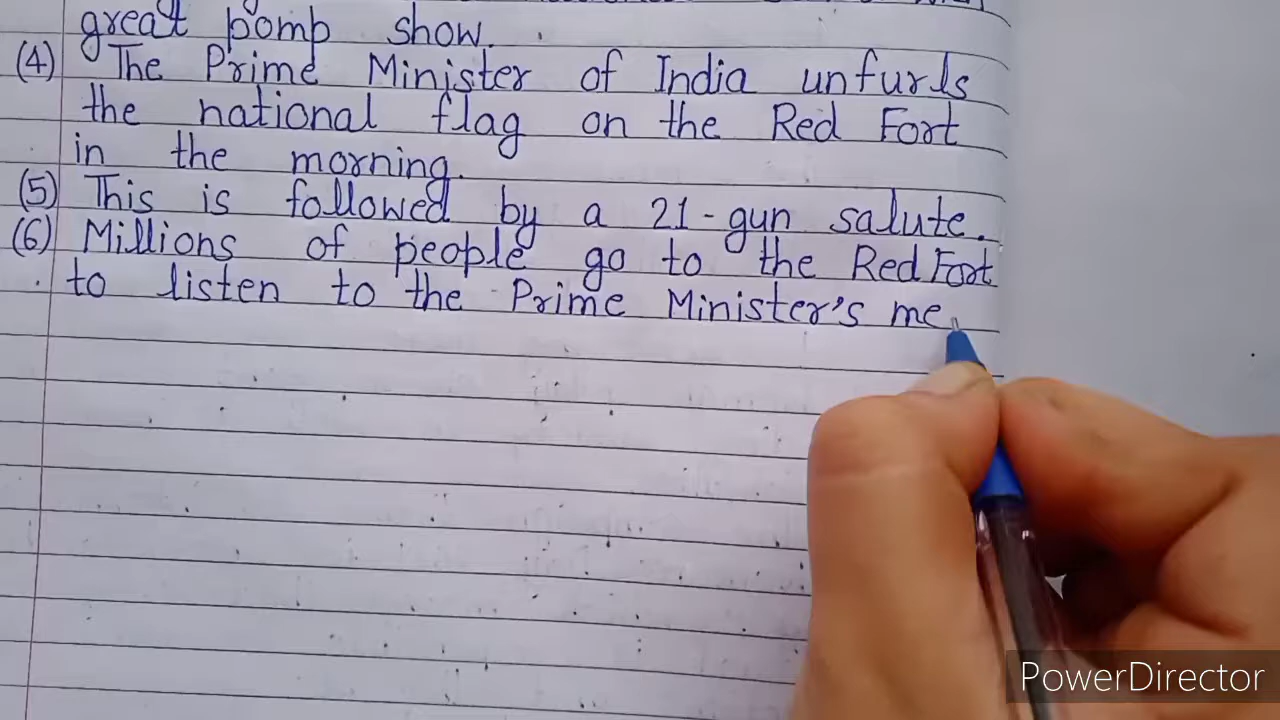 great pomp show.
(4) The Prime Minister of India unfurls
the national flag on the Red Fort
in the morning.
(5) This is followed by a 21-gun salute.
(6) Millions of people go to the Red Fort
to listen to the Prime Minister's me
PowerDirector